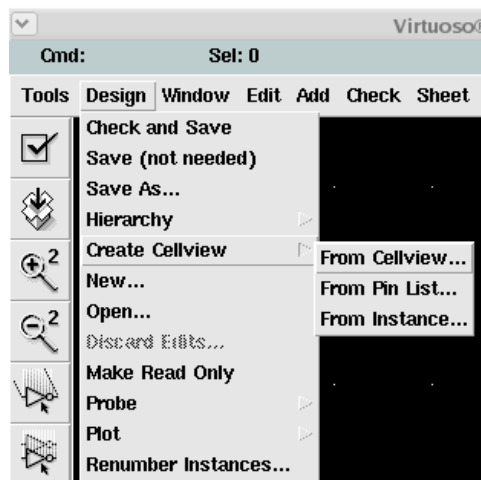 Virtuoso®
Cmd: Sel: 0
Tools Design Window Edit Add Check Sheet
Check and Save
Save (not needed)
Save As...
Hierarchy
Create Cellview
From Cellview...
From Pin List...
From Instance...
New...
Open...
Discard Edits...
Make Read Only
Probe
Plot
Renumber Instances...
2
2